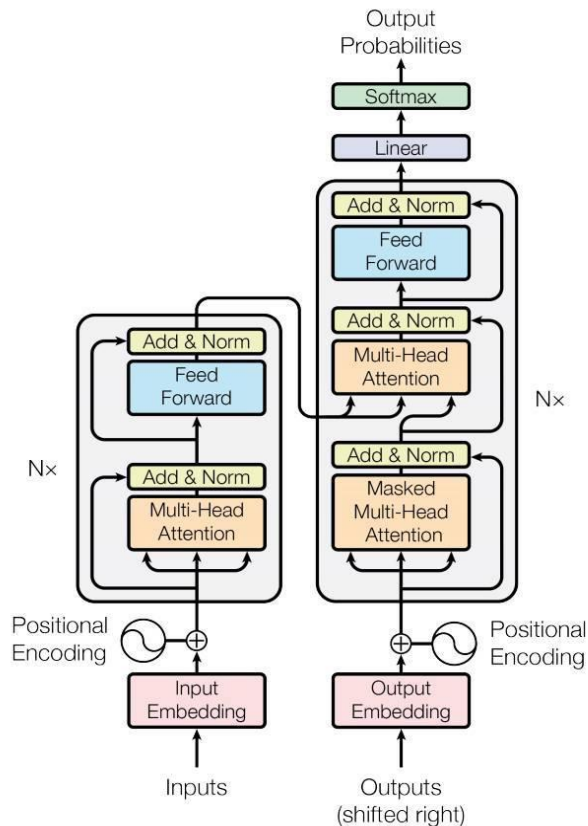 Output
Probabilities
Softmax
Linear
Add & Norm
Feed
Forward
Add & Norm
Multi-Head
Attention
Add & Norm
Masked
Multi-Head
Attention
Nx
Add & Norm
Feed
Forward
Add & Norm
Multi-Head
Attention
Nx
Positional
Encoding
Input
Embedding
Inputs
Positional
Encoding
Output
Embedding
Outputs
(shifted right)